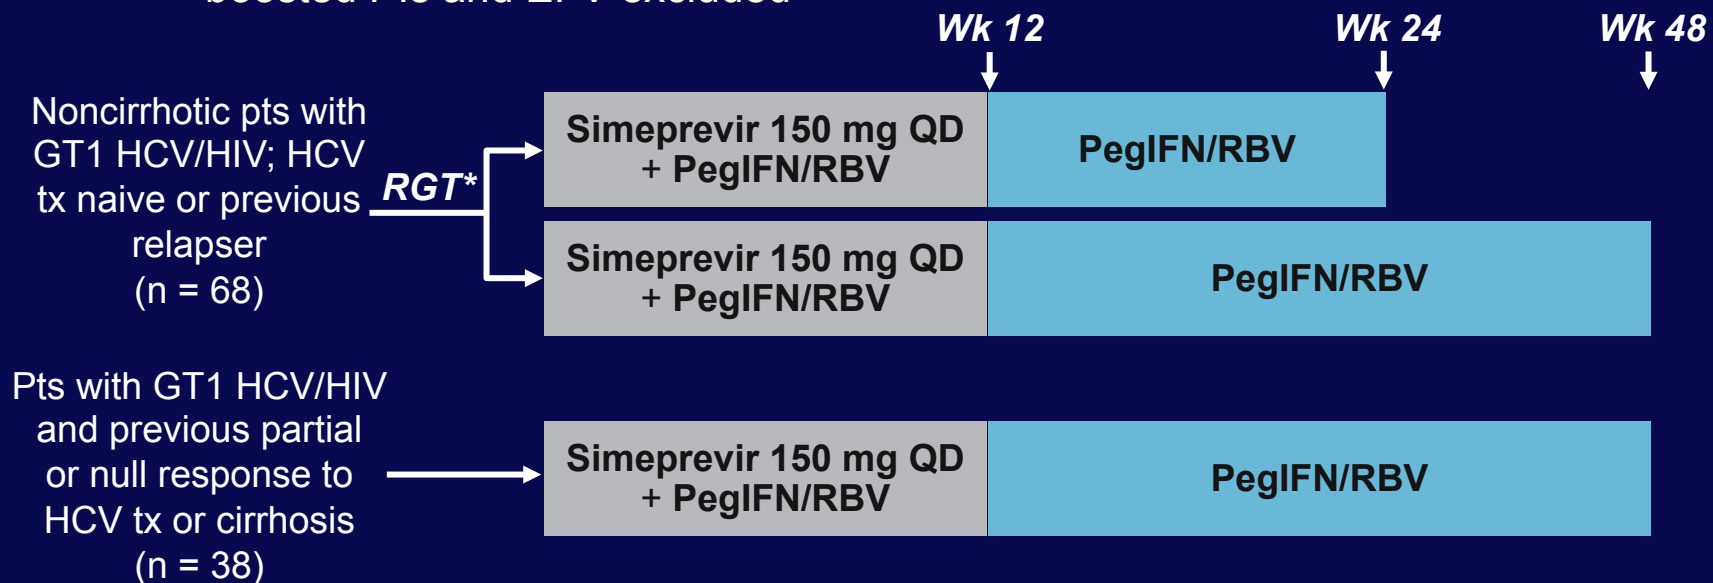 Wk 12
Wk 24
Wk 48
Noncirrhotic pts with
GT1 HCV/HIV; HCV
tx naive or previous
relapser
(n = 68)
RGT*
Simeprevir 150 mg QD
+ PegIFN/RBV
PegIFN/RBV
Simeprevir 150 mg QD
+ PegIFN/RBV
PegIFN/RBV
Pts with GT1 HCV/HIV
and previous partial
or null response to
HCV tx or cirrhosis
(n = 38)
Simeprevir 150 mg QD
+ PegIFN/RBV
PegIFN/RBV